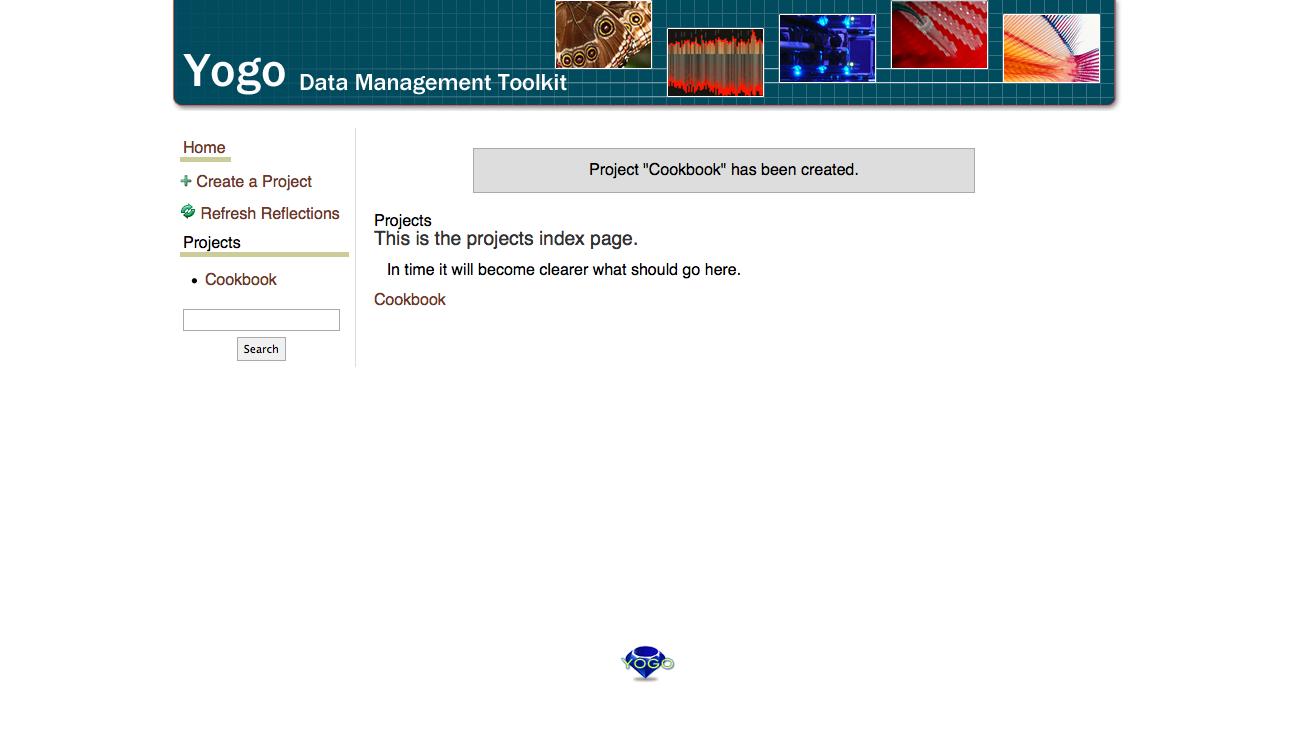 Yogo Data Management Toolkit
Home
Create a Project
Refresh Reflections
Projects
Cookbook
Search
Project "Cookbook" has been created.
Projects
This is the projects index page.
In time it will become clearer what should go here.
Cookbook
YOGO